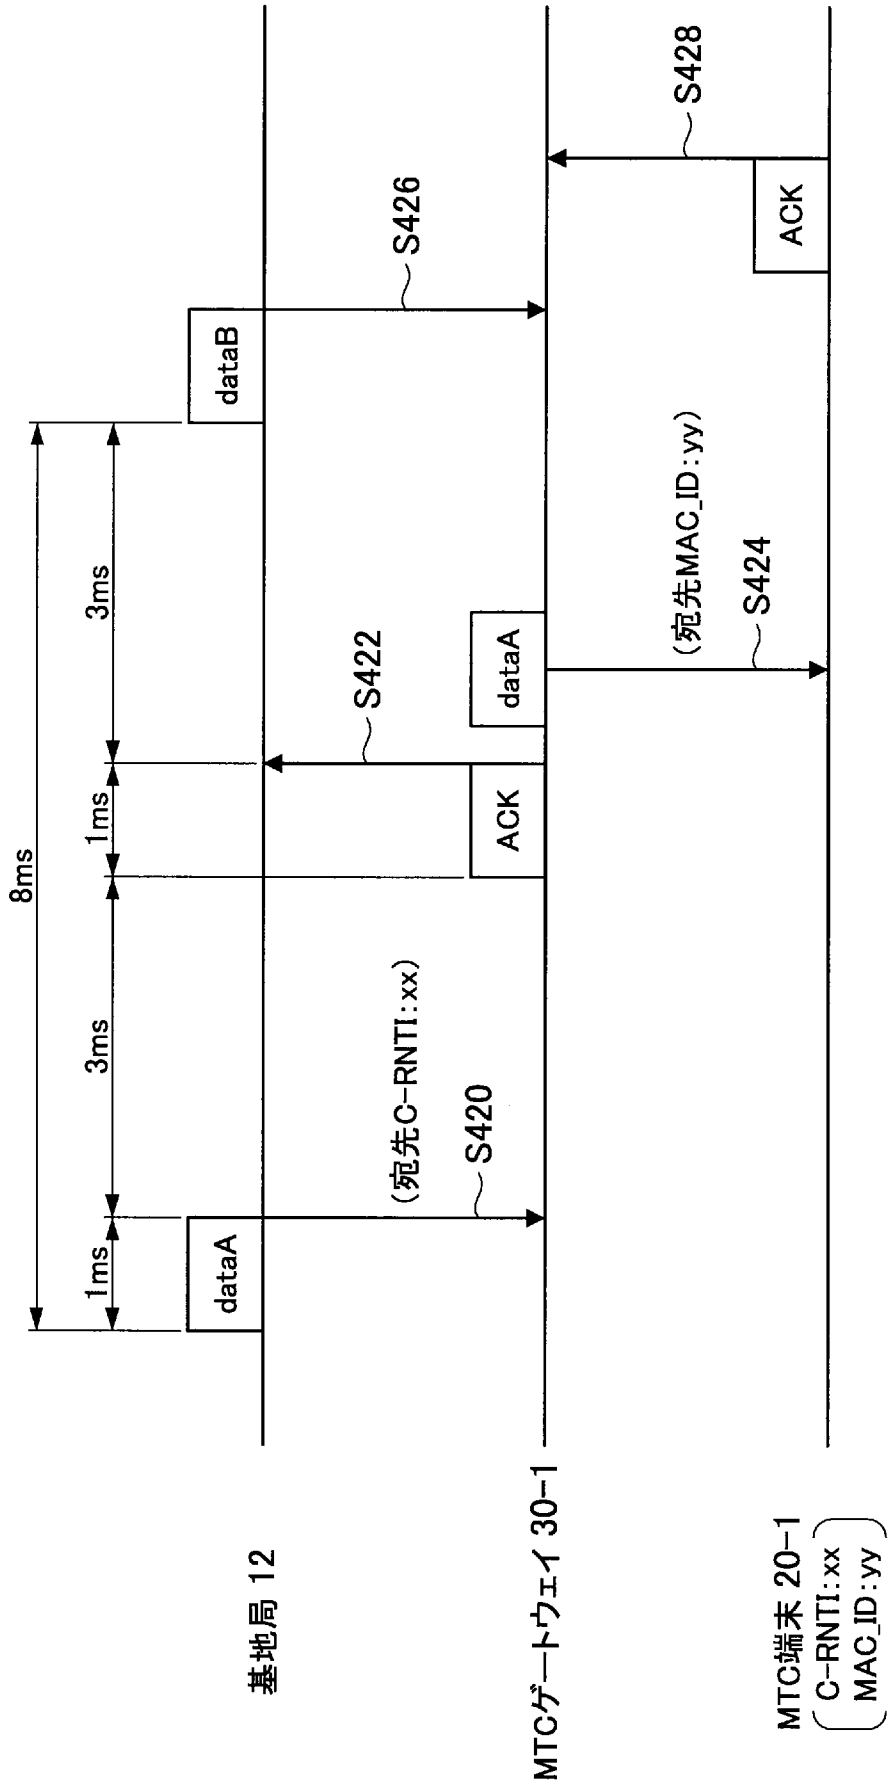 8ms
1ms
3ms
1ms
3ms
基地局 12
dataA
dataB
(宛先C-RNTI:xx)
S420
S422
S426
MTCゲートウェイ 30-1
ACK
dataA
(宛先MAC_ID:yy)
S424
S428
MTC端末 20-1
C-RNTI:xx
MAC_ID:yy
ACK